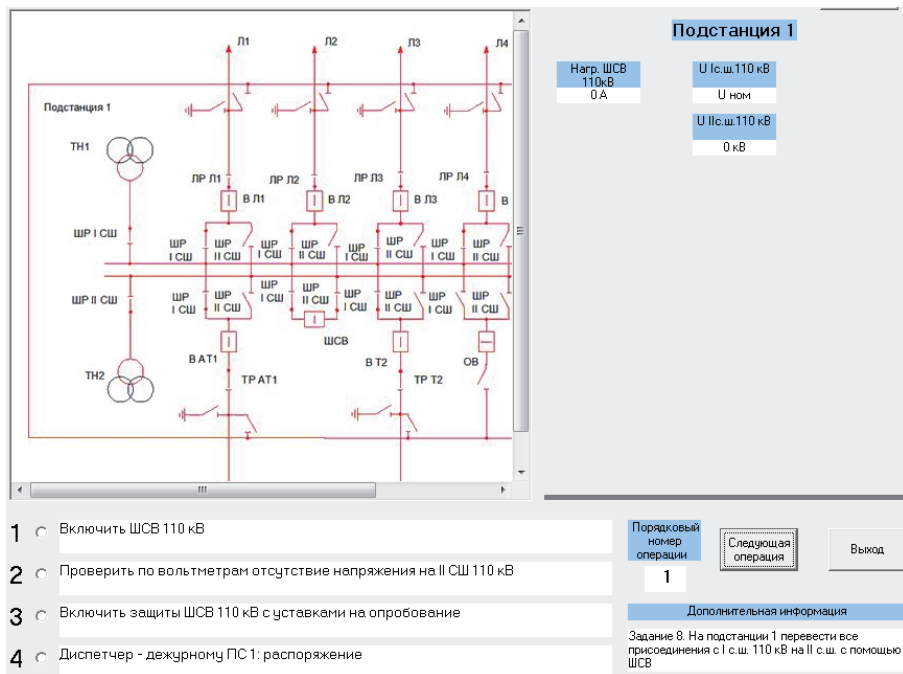 Подстанция 1
Нагр. ШСВ
110кВ
0 А
U Iс.ш.110 кВ
U ном
U IIс.ш.110 кВ
0 кВ
Л1 Л2 Л3 Л4
Подстанция 1
ТН1
ЛР Л1 ЛР Л2 ЛР Л3 ЛР Л4
В Л1 В Л2 В Л3 В
ШР I СШ
ШР ШР ШР ШР ШР ШР ШР
I СШ II СШ I СШ II СШ I СШ II СШ I СШ II СШ
ШР II СШ
ШР ШР ШР ШР ШР ШР ШР ШР
I СШ II СШ I СШ II СШ I СШ II СШ I СШ II СШ
ШСВ
В АТ1 В Т2 ОВ
ТН2
ТР АТ1 ТР Т2
1 Включить ШСВ 110 кВ
2 Проверить по вольтметрам отсутствие напряжения на II СШ 110 кВ
3 Включить защиты ШСВ 110 кВ с уставками на опробование
4 Диспетчер - дежурному ПС 1: распоряжение
Порядковый
номер
операции
1
Следующая
операция
Выход
Дополнительная информация
Задание 8. На подстанции 1 перевести все
присоединения с I с.ш. 110 кВ на II с.ш. с помощью
ШСВ